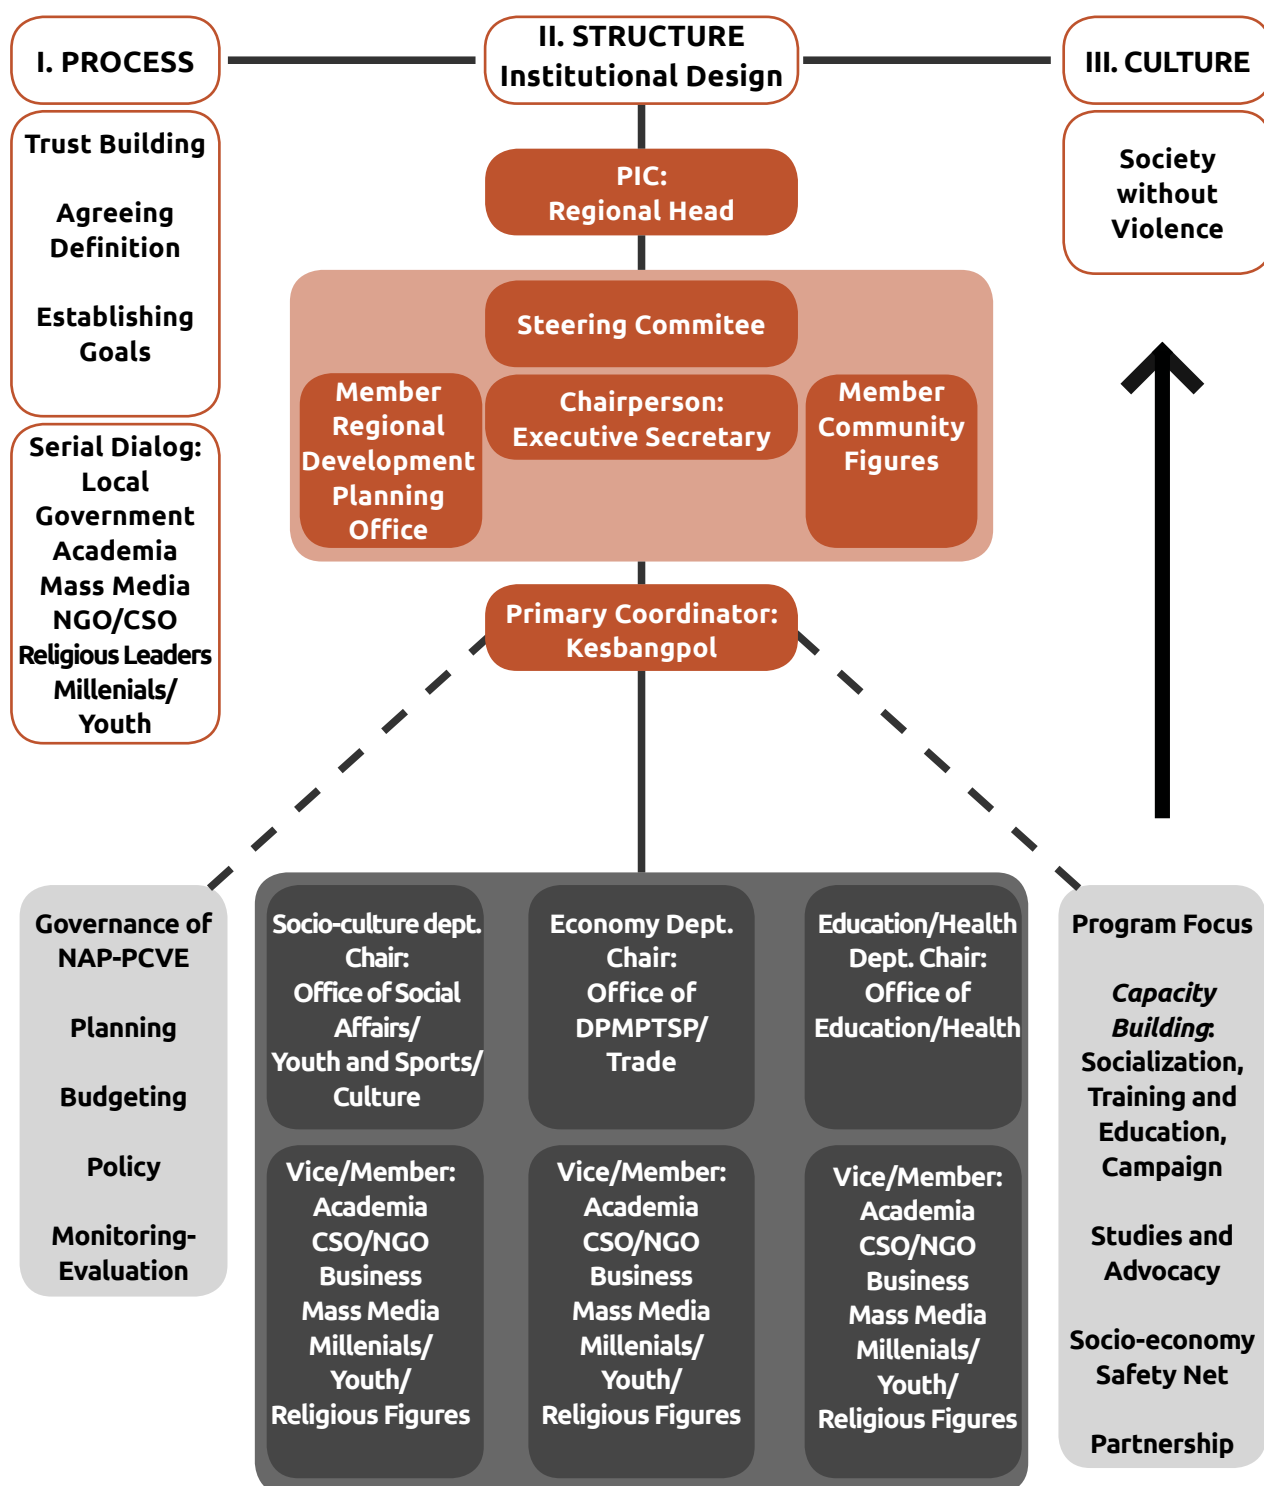 I. PROCESS
II. STRUCTURE
Institutional Design
III. CULTURE
Trust Building
Agreeing
Definition
Establishing
Goals
Serial Dialog:
Local
Government
Academia
Mass Media
NGO/CSO
Religious Leaders
Millenials/
Youth
PIC:
Regional Head
Steering Commitee
Member
Regional
Development
Planning
Office
Chairperson:
Executive Secretary
Member
Community
Figures
Primary Coordinator:
Kesbangpol
Society
without
Violence
Governance of
NAP-PCVE
Planning
Budgeting
Policy
Monitoring-
Evaluation
Socio-culture dept.
Chair:
Office of Social
Affairs/
Youth and Sports/
Culture
Vice/Member:
Academia
CSO/NGO
Business
Mass Media
Millenials/
Youth/
Religious Figures
Economy Dept.
Chair:
Office of
DPMPTSP/
Trade
Vice/Member:
Academia
CSO/NGO
Business
Mass Media
Millenials/
Youth/
Religious Figures
Education/Health
Dept. Chair:
Office of
Education/Health
Vice/Member:
Academia
CSO/NGO
Business
Mass Media
Millenials/
Youth/
Religious Figures
Program Focus
Capacity
Building:
Socialization,
Training and
Education,
Campaign
Studies and
Advocacy
Socio-economy
Safety Net
Partnership